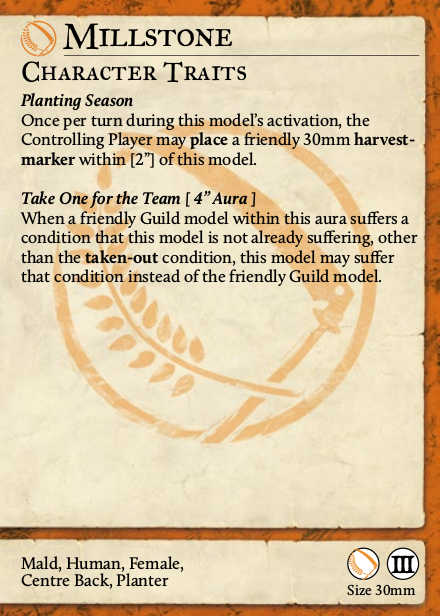 Millstone
Character Traits
Planting Season
Once per turn during this model's activation, the
Controlling Player may place a friendly 30mm harvest-
marker within [2”] of this model.
Take One for the Team [ 4” Aura ]
When a friendly Guild model within this aura suffers a
condition that this model is not already suffering, other
than the taken-out condition, this model may suffer
that condition instead of the friendly Guild model.
Mald, Human, Female,
Centre Back, Planter
III
Size 30mm